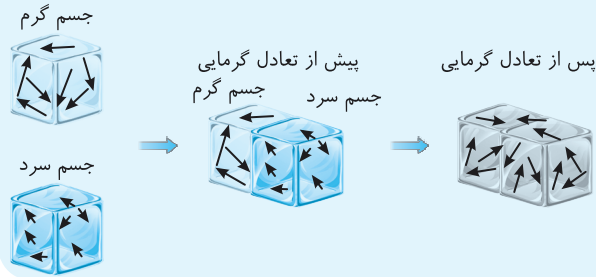 جسم گرم
جسم سرد
پیش از تعادل گرمایی
جسم گرم
جسم سرد
پس از تعادل گرمایی